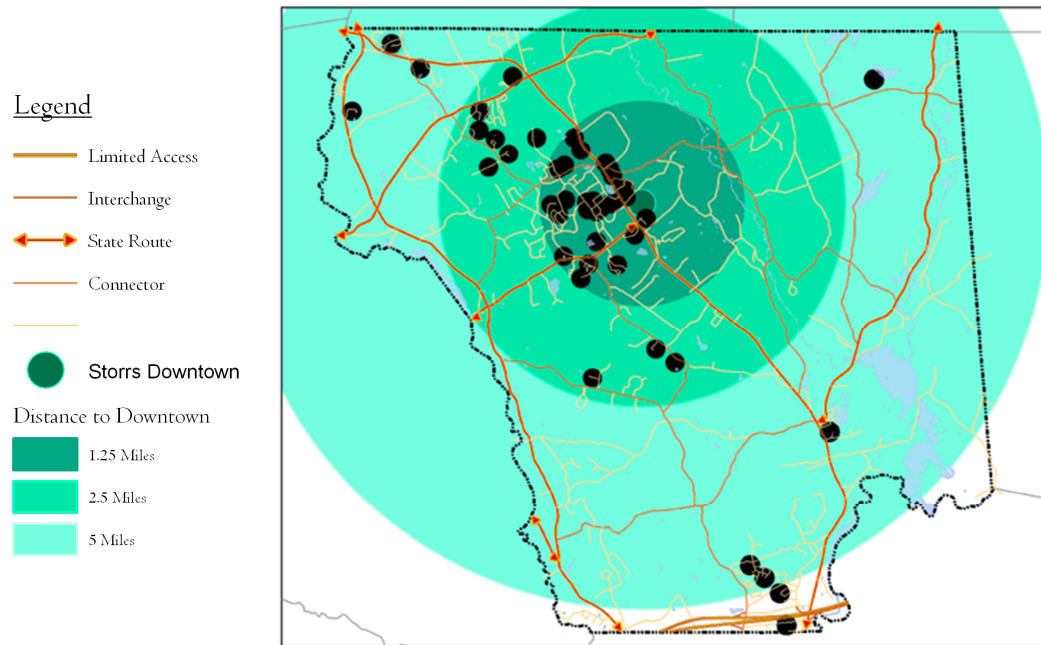 Legend
Limited Access
Interchange
State Route
Connector
Storrs Downtown
Distance to Downtown
1.25 Miles
2.5 Miles
5 Miles